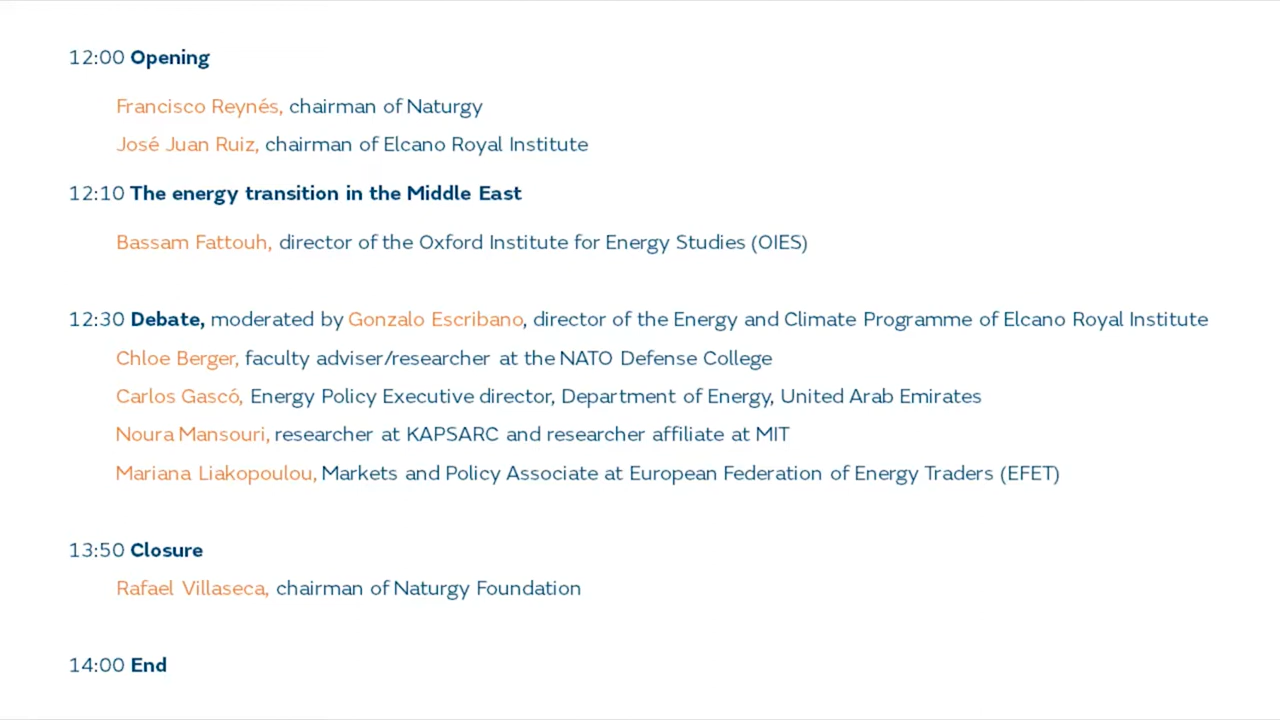 12:00 Opening
Francisco Reynés, chairman of Naturgy
José Juan Ruiz, chairman of Elcano Royal Institute
12:10 The energy transition in the Middle East
Bassam Fattouh, director of the Oxford Institute for Energy Studies (OIES)
12:30 Debate, moderated by Gonzalo Escribano, director of the Energy and Climate Programme of Elcano Royal Institute
Chloe Berger, faculty adviser/researcher at the NATO Defense College
Carlos Gascó, Energy Policy Executive director, Department of Energy, United Arab Emirates
Noura Mansouri, researcher at KAPSARC and researcher affiliate at MIT
Mariana Liakopoulou, Markets and Policy Associate at European Federation of Energy Traders (EFET)
13:50 Closure
Rafael Villaseca, chairman of Naturgy Foundation
14:00 End